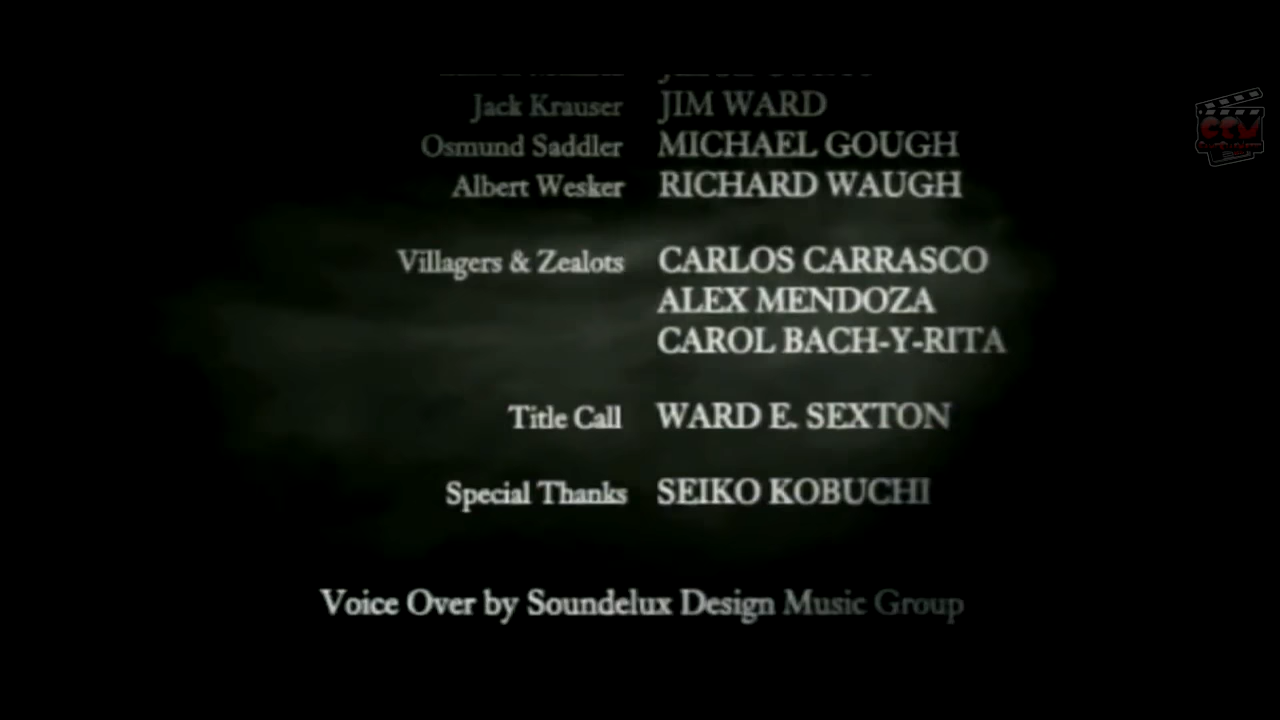 Jack Krauser JIM WARD
Osmund Saddler MICHAEL GOUGH
Albert Wesker RICHARD WAUGH
Villagers & Zealots CARLOS CARRASCO
ALEX MENDOZA
CAROL BACH-Y-RITA
Title Call WARD E. SEXTON
Special Thanks SEIKO KOBUCHI
Voice Over by Soundelux Design Music Group